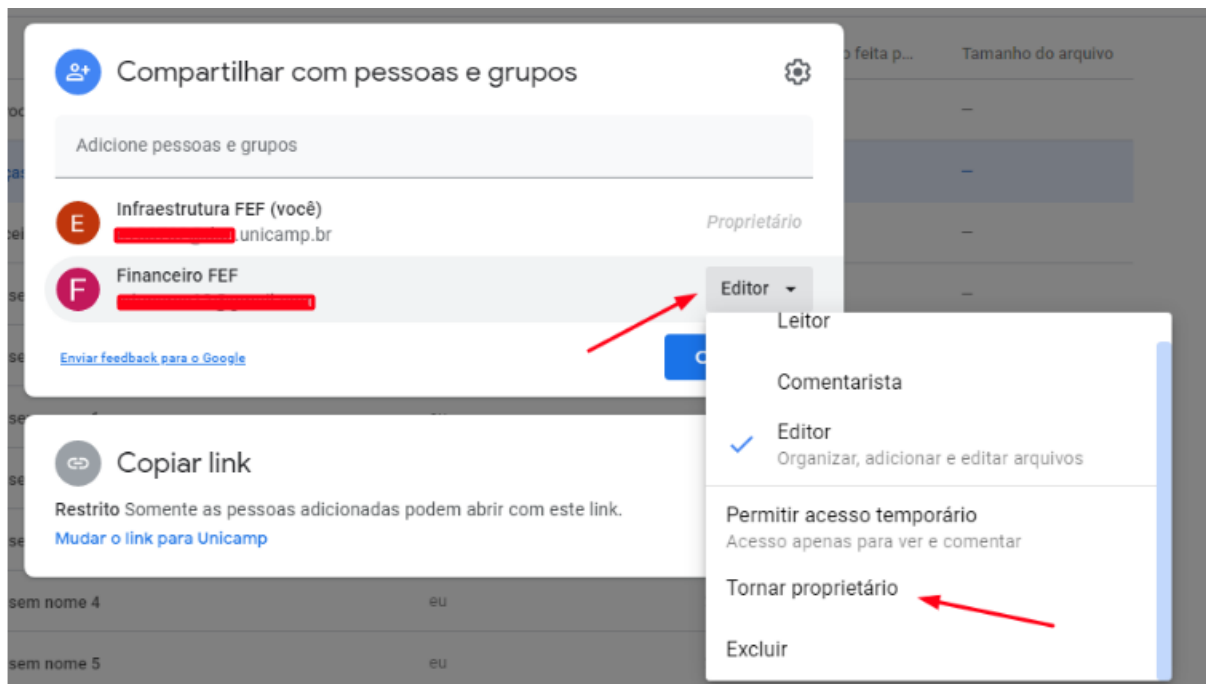 Compartilhar com pessoas e grupos
o feita p...
Tamanho do arquivo
Adicione pessoas e grupos
E
Infraestrutura FEF (você)
.unicamp.br
Proprietário
F
Financeiro FEF
Editor
Enviar feedback para o Google
Leitor
Comentarista
Editor
Organizar, adicionar e editar arquivos
Permitir acesso temporário
Acesso apenas para ver e comentar
Tornar proprietário
Excluir
Copiar link
Restrito Somente as pessoas adicionadas podem abrir com este link.
Mudar o link para Unicamp
sem nome 4
eu
sem nome 5
eu